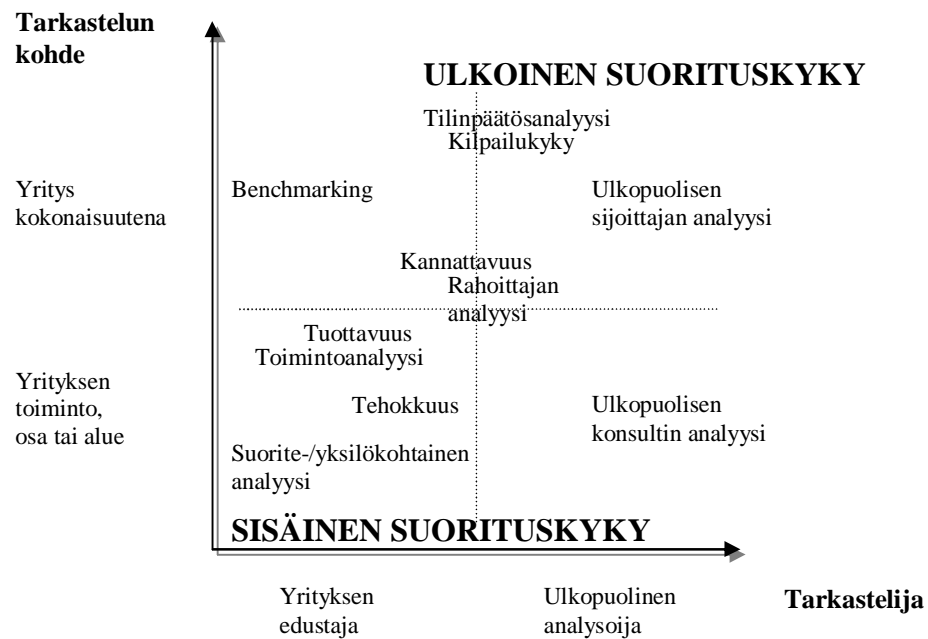 Tarkastelun
kohde
ULKOINEN SUORITUSKYKY
Tilinpäätösanalyysi
Kilpailukyky
Yritys
kokonaisuutena
Benchmarking
Ulkopuolisen
sijoittajan analyysi
Kannattavuus
Rahoittajan
analyysi
Tuottavuus
Toimintoanalyysi
Yrityksen
toiminto,
osa tai alue
Tehokkuus
Ulkopuolisen
konsultin analyysi
Suorite-/yksilökohtainen
analyysi
SISÄINEN SUORITUSKYKY
Yrityksen
edustaja
Ulkopuolinen
analysoija
Tarkastelija